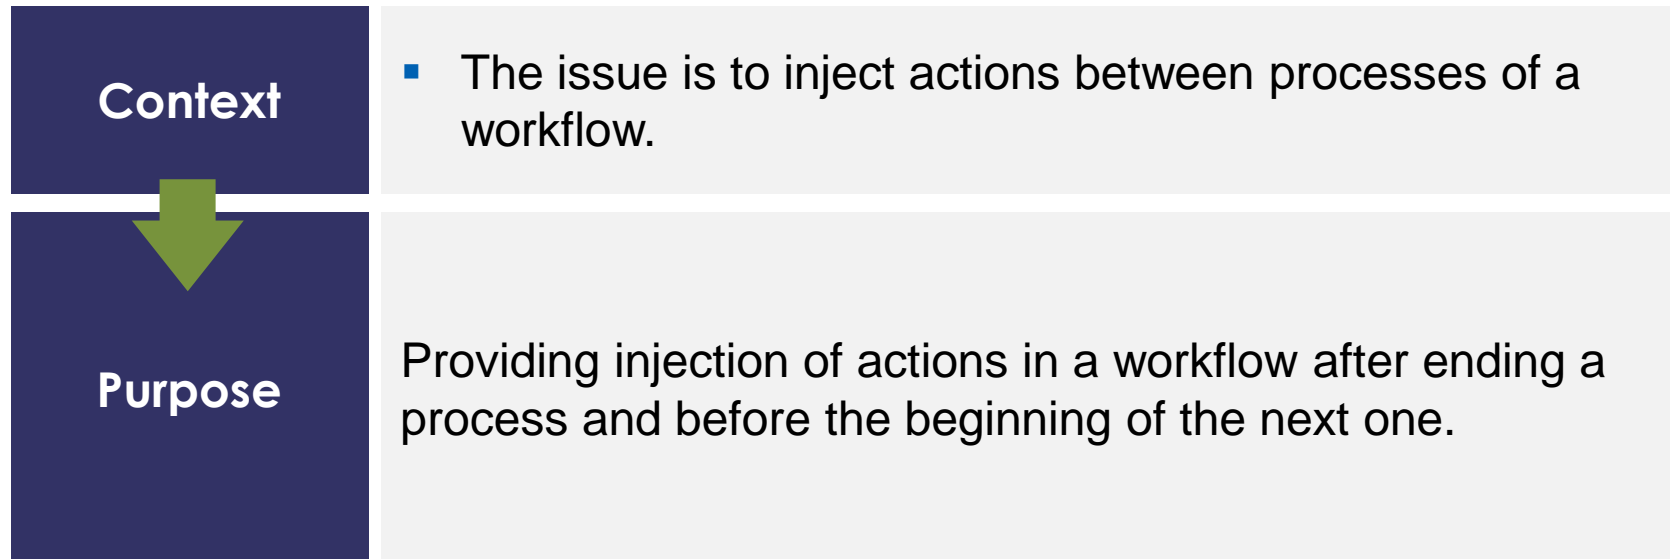 Context
▪ The issue is to inject actions between processes of a
workflow.
Purpose
Providing injection of actions in a workflow after ending a
process and before the beginning of the next one.